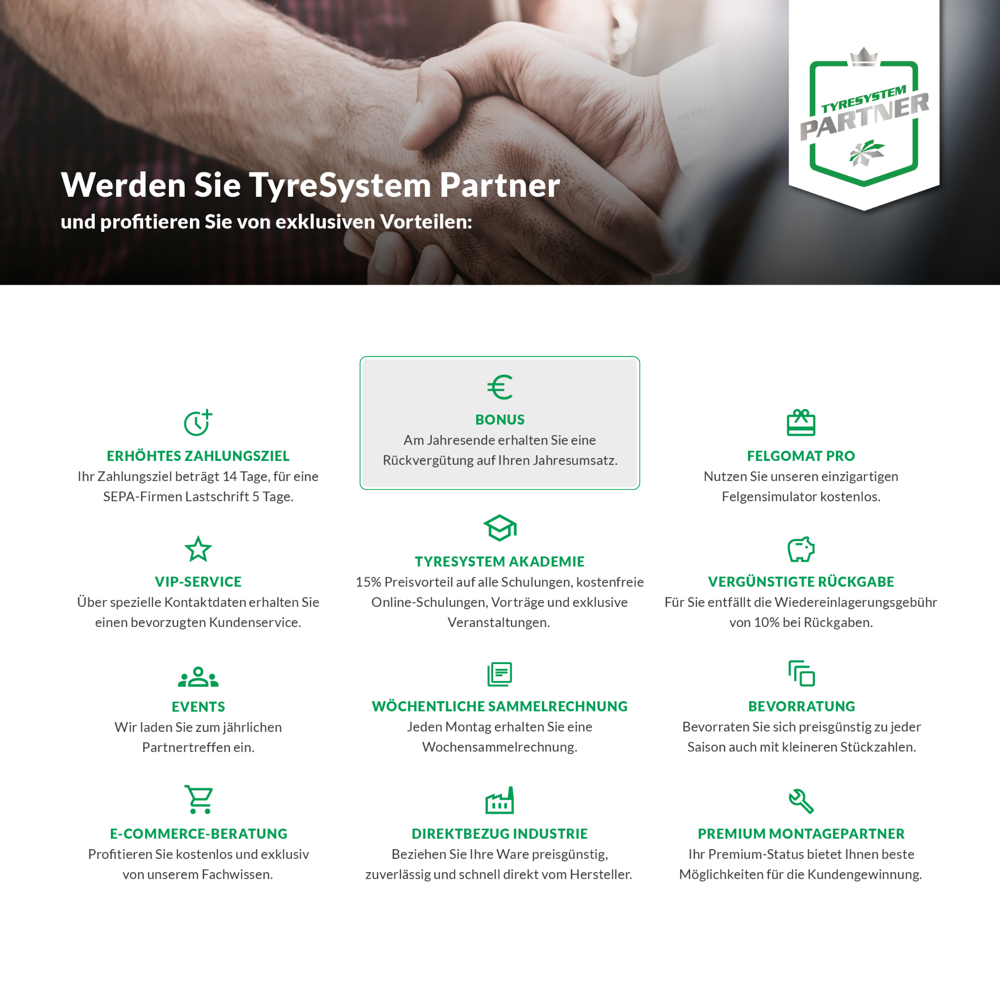 TYRESYSTEM
PARTNER
Werden Sie TyreSystem Partner
und profitieren Sie von exklusiven Vorteilen:
€
BONUS
Am Jahresende erhalten Sie eine
Rückvergütung auf Ihren Jahresumsatz.
ERHÖHTES ZAHLUNGSZIEL
Ihr Zahlungsziel beträgt 14 Tage, für eine
SEPA-Firmen Lastschrift 5 Tage.
FELGOMAT PRO
Nutzen Sie unseren einzigartigen
Felgensimulator kostenlos.
VIP-SERVICE
Über spezielle Kontaktdaten erhalten Sie
einen bevorzugten Kundenservice.
TYRESYSTEM AKADEMIE
15% Preisvorteil auf alle Schulungen, kostenfreie
Online-Schulungen, Vorträge und exklusive
Veranstaltungen.
VERGÜNSTIGTE RÜCKGABE
Für Sie entfällt die Wiedereinlagerungsgebühr
von 10% bei Rückgaben.
EVENTS
Wir laden Sie zum jährlichen
Partnertreffen ein.
WÖCHENTLICHE SAMMELRECHNUNG
Jeden Montag erhalten Sie eine
Wochensammelrechnung.
BEVORRATUNG
Bevorraten Sie sich preisgünstig zu jeder
Saison auch mit kleineren Stückzahlen.
E-COMMERCE-BERATUNG
Profitieren Sie kostenlos und exklusiv
von unserem Fachwissen.
DIREKTBEZUG INDUSTRIE
Beziehen Sie Ihre Ware preisgünstig,
zuverlässig und schnell direkt vom Hersteller.
PREMIUM MONTAGEPARTNER
Ihr Premium-Status bietet Ihnen beste
Möglichkeiten für die Kundengewinnung.